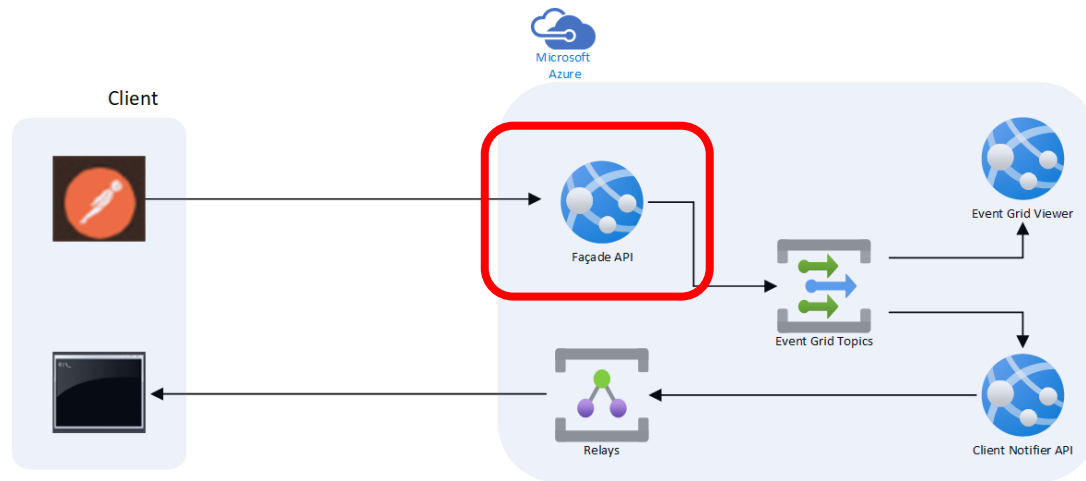 Microsoft
Azure
Client
Façade API
Event Grid Viewer
Event Grid Topics
Relays
Client Notifier API